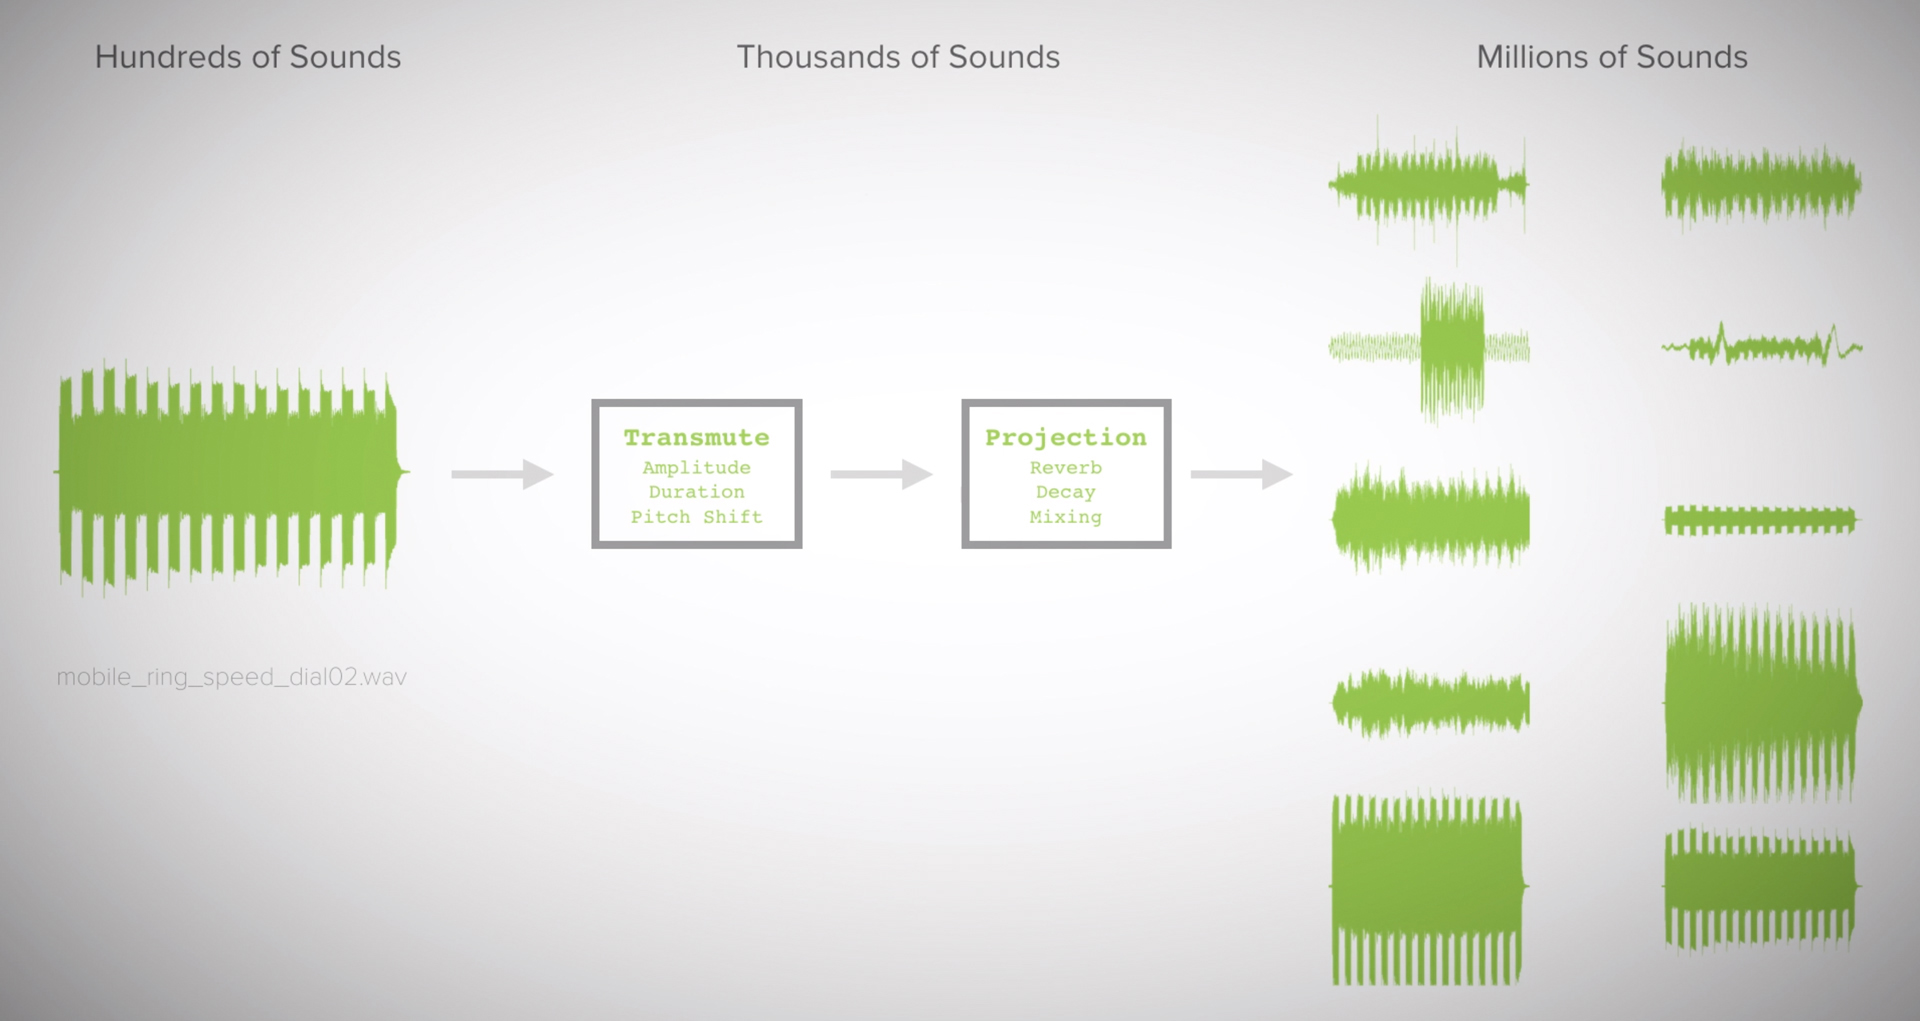 Hundreds of Sounds
Thousands of Sounds
Millions of Sounds
mobile_ring_speed_dial02.wav
Transmute
Amplitude
Duration
Pitch Shift
Projection
Reverb
Decay
Mixing